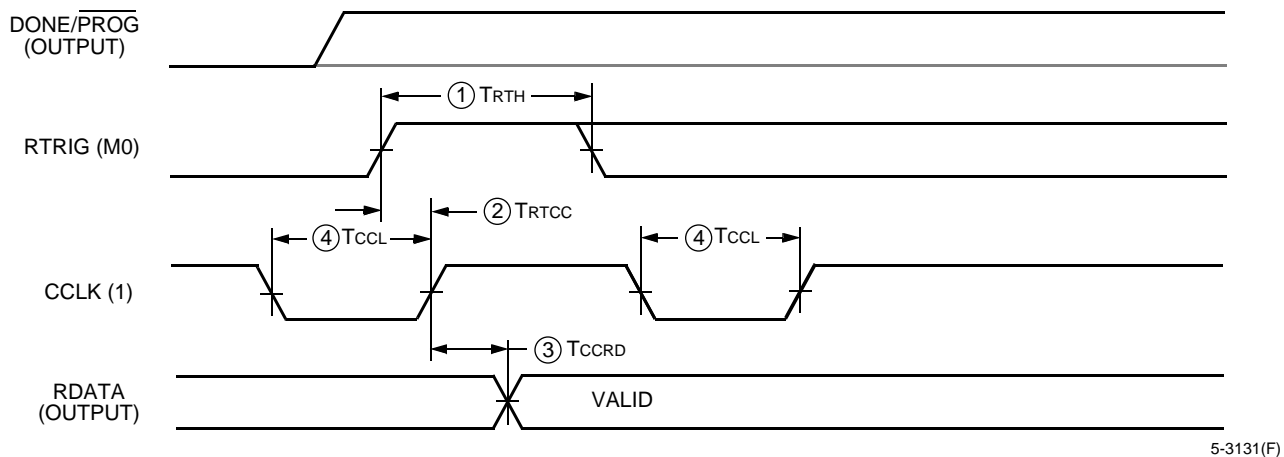 DONE/PROG
(OUTPUT)
1 TRTH
RTRIG (M0)
2 TRTCC
4 TCCL
4 TCCL
CCLK (1)
3 TCCRD
RDATA
(OUTPUT)
VALID
5-3131(F)